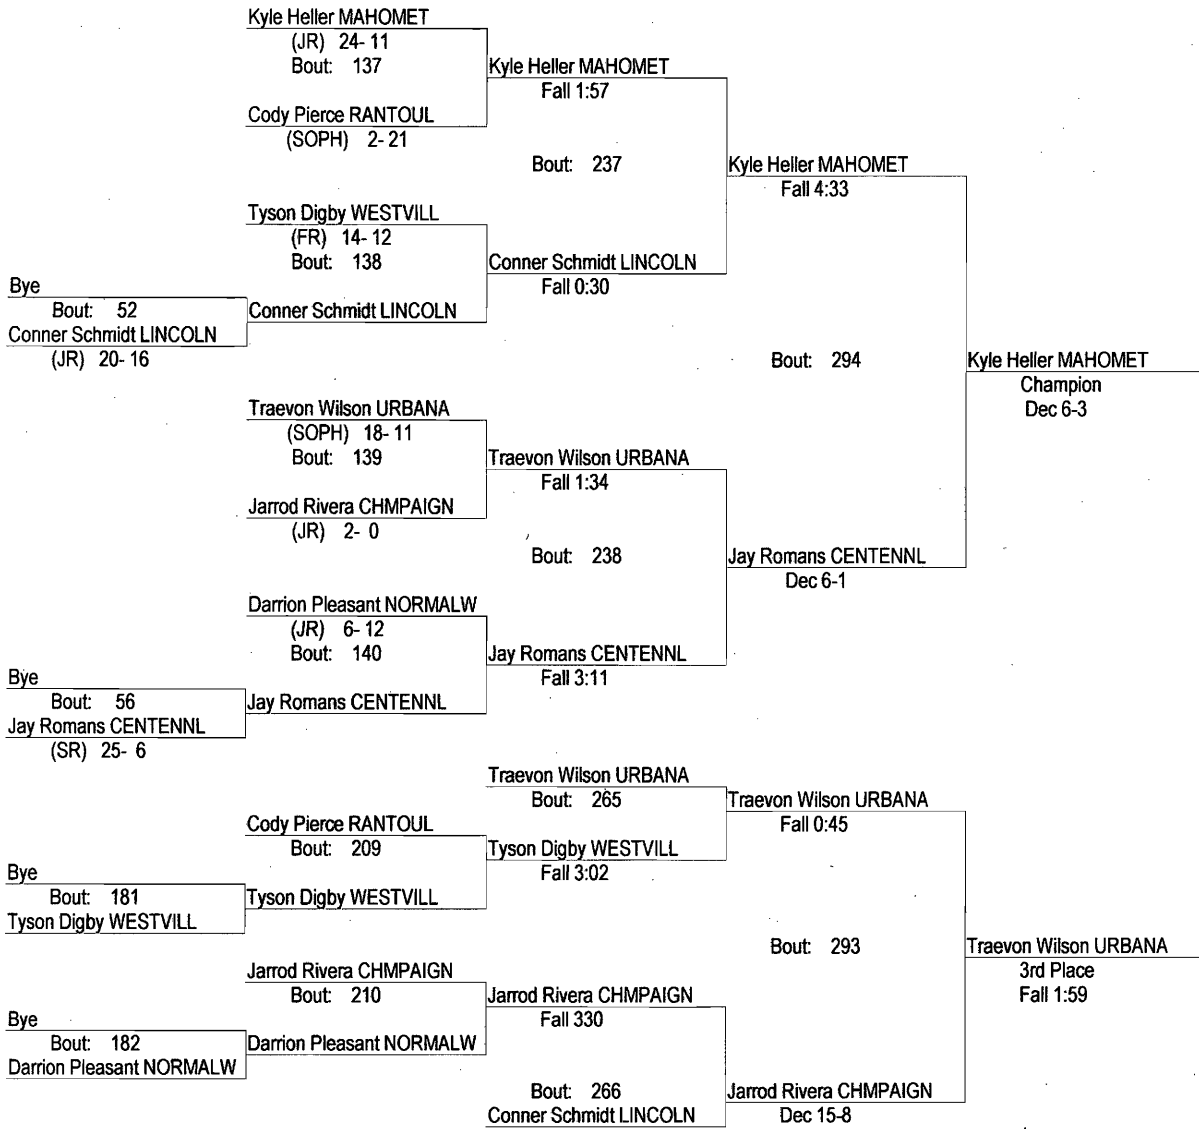 Kyle Heller MAHOMET
(JR) 24- 11
Bout: 137
Kyle Heller MAHOMET
Fall 1:57
Cody Pierce RANTOUL
(SOPH) 2- 21
Bout: 237
Kyle Heller MAHOMET
Fall 4:33
Tyson Digby WESTVILL
(FR) 14- 12
Bout: 138
Conner Schmidt LINCOLN
Fall 0:30
Bye
Bout: 52
Conner Schmidt LINCOLN
Conner Schmidt LINCOLN
(JR) 20- 16
Bout: 294
Kyle Heller MAHOMET
Champion
Dec 6-3
Traevon Wilson URBANA
(SOPH) 18- 11
Bout: 139
Traevon Wilson URBANA
Fall 1:34
Jarrod Rivera CHMPAIGN
(JR) 2- 0
Bout: 238
Jay Romans CENTENNL
Dec 6-1
Darrion Pleasant NORMALW
(JR) 6- 12
Bout: 140
Jay Romans CENTENNL
Fall 3:11
Bye
Bout: 56
Jay Romans CENTENNL
Jay Romans CENTENNL
(SR) 25- 6
Traevon Wilson URBANA
Bout: 265
Traevon Wilson URBANA
Fall 0:45
Cody Pierce RANTOUL
Bout: 209
Tyson Digby WESTVILL
Fall 3:02
Bye
Bout: 181
Tyson Digby WESTVILL
Tyson Digby WESTVILL
Bout: 293
Traevon Wilson URBANA
3rd Place
Fall 1:59
Jarrod Rivera CHMPAIGN
Bout: 210
Jarrod Rivera CHMPAIGN
Fall 330
Bye
Bout: 182
Darrion Pleasant NORMALW
Darrion Pleasant NORMALW
Bout: 266
Jarrod Rivera CHMPAIGN
Dec 15-8
Conner Schmidt LINCOLN